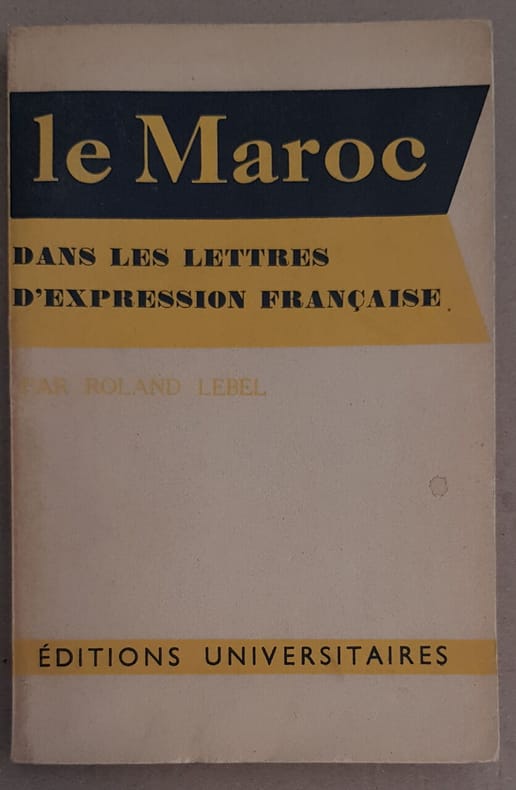 le Maroc
DANS LES LETTRES
D'EXPRESSION FRANÇAISE
PAR ROLAND LEBEL
ÉDITIONS UNIVERSITAIRES